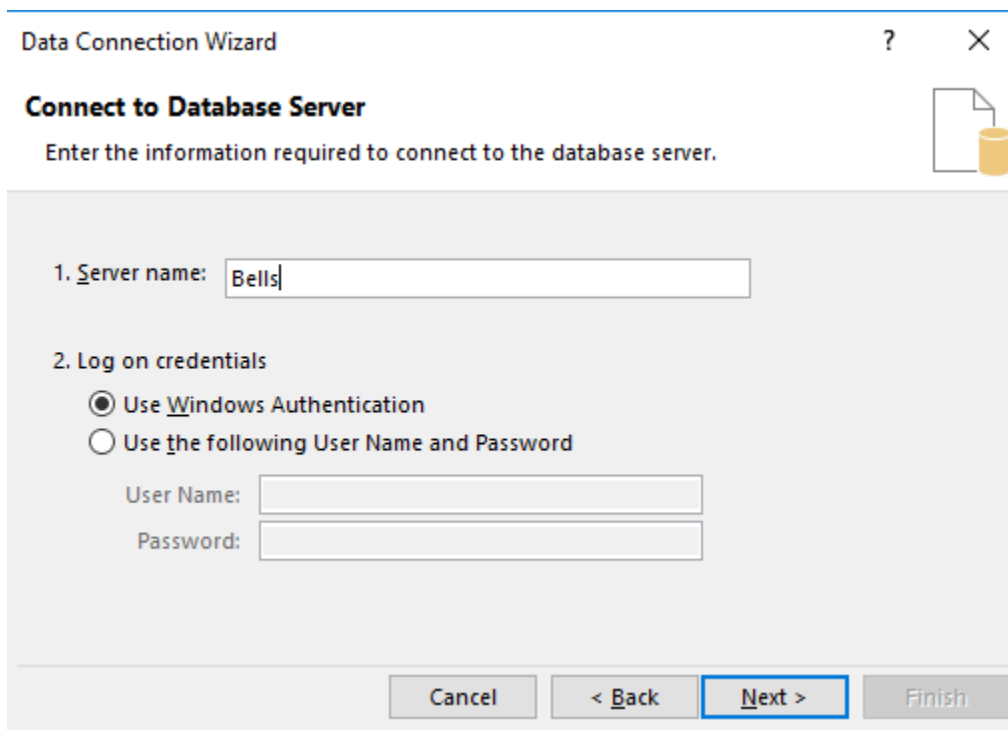 Data Connection Wizard ?
Connect to Database Server
Enter the information required to connect to the database server.
1. Server name: Bells
2. Log on credentials
Use Windows Authentication
Use the following User Name and Password
User Name:
Password:
Cancel < Back Next > Finish